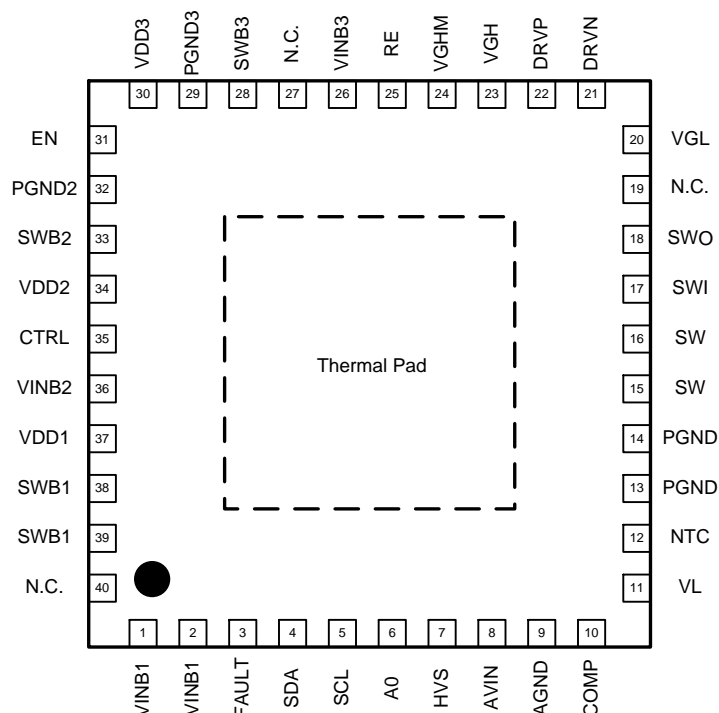 VDD3
PGND3
SWB3
N.C.
VINB3
RE
VGHM
VGH
DRVP
DRVN
30
29
28
27
26
25
24
23
22
21
EN 31
PGND2 32
SWB2 33
VDD2 34
CTRL 35
VINB2 36
VDD1 37
SWB1 38
SWB1 39
N.C. 40
Thermal Pad
20 VGL
19 N.C.
18 SWO
17 SWI
16 SW
15 SW
14 PGND
13 PGND
12 NTC
11 VL
1
2
3
4
5
6
7
8
9
10
VINB1
VINB1
FAULT
SDA
SCL
A0
HVS
AVIN
AGND
COMP